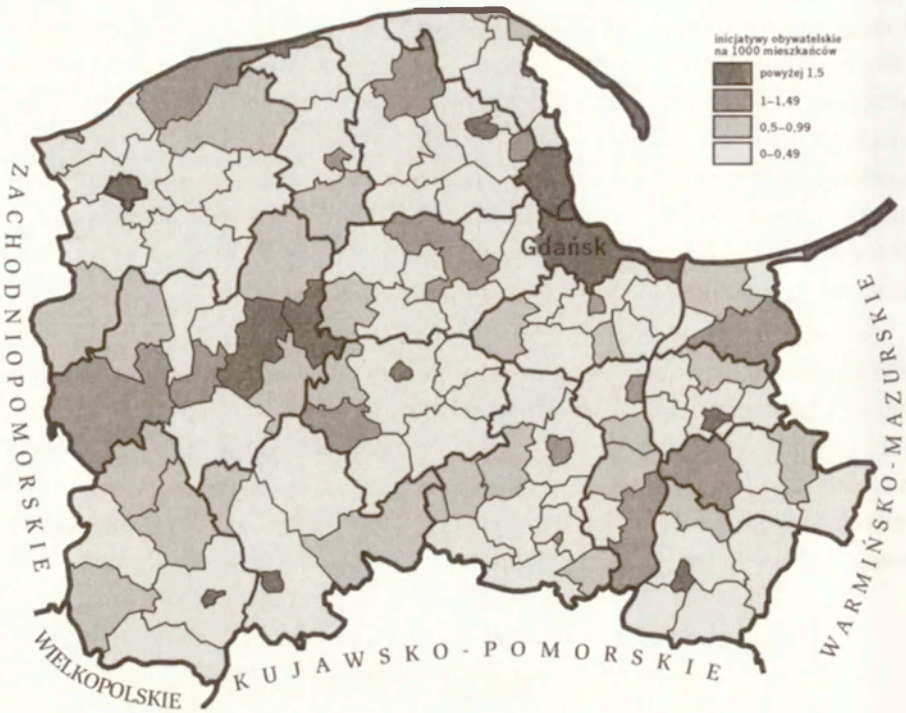 inicjatywy obywatelskie
na 1000 mieszkańców
powyżej 1,5
1–1,49
0,5–0,99
0–0,49
ZACHODNIOPOMORSKIE
Gdańsk
WARMIŃSKO-MAZURSKIE
WIELKOPOLSKIE
KUJAWSKO-POMORSKIE